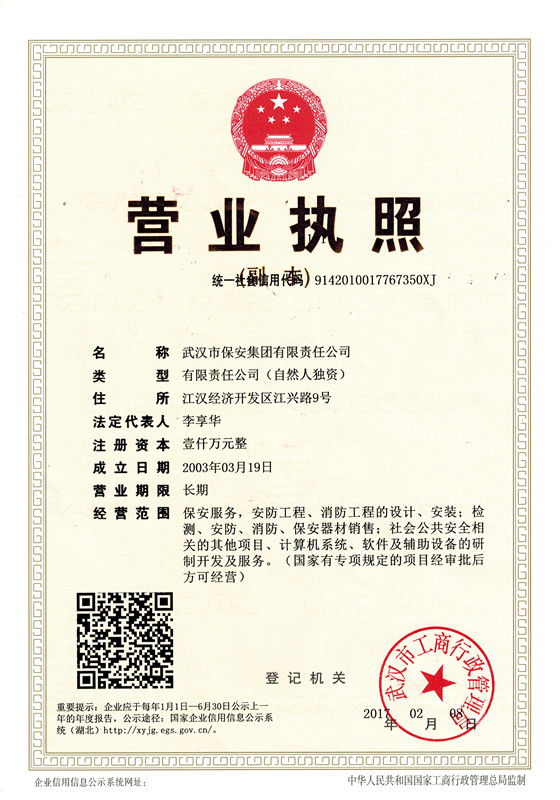 营业执照
(副 本)
统一社会信用代码 9142010017767350XJ
名称 武汉市保安集团有限责任公司
类型 有限责任公司（自然人独资）
住所 江汉经济开发区江兴路9号
法定代表人 李享华
注册资本 壹仟万元整
成立日期 2003年03月19日
营业期限 长期
经营范围 保安服务，安防工程、消防工程的设计、安装；检
测、安防、消防、保安器材销售；社会公共安全相
关的其他项目、计算机系统、软件及辅助设备的研
制开发及服务。（国家有专项规定的项目经审批后
方可经营）
登记机关
武汉市工商行政管理局
2017 02 08
年 月 日
重要提示：企业应于每年1月1日—6月30日公示上一
年的年度报告。公示途径：国家企业信用信息公示系
统（湖北）http://xyjg.egs.gov.cn/。
企业信用信息公示系统网址：
中华人民共和国国家工商行政管理总局监制